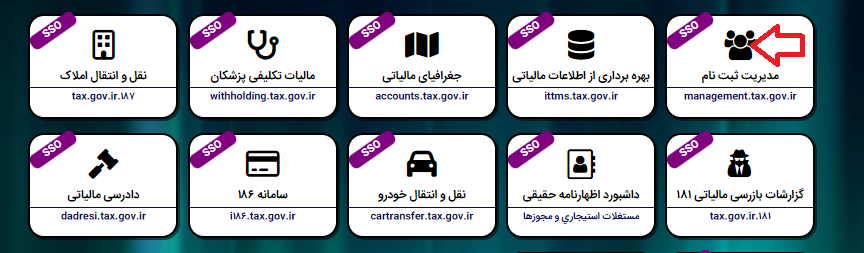 SSO
مدیریت ثبت نام
management.tax.gov.ir
SSO
بهره برداری از اطلاعات مالیاتی
ittms.tax.gov.ir
SSO
جغرافیای مالیاتی
accounts.tax.gov.ir
SSO
مالیات تکلیفی پزشکان
withholding.tax.gov.ir
SSO
نقل و انتقال املاک
tax.gov.ir.۱۸۷
SSO
گزارشات بازرسی مالیاتی ۱۸۱
tax.gov.ir.۱۸۱
SSO
داشبورد اظهارنامه حقیقی
مستغلات استيجاري و مجوزها
SSO
نقل و انتقال خودرو
cartransfer.tax.gov.ir
SSO
سامانه ۱۸۶
i۱۸۶.tax.gov.ir
SSO
دادرسی مالیاتی
dadresi.tax.gov.ir